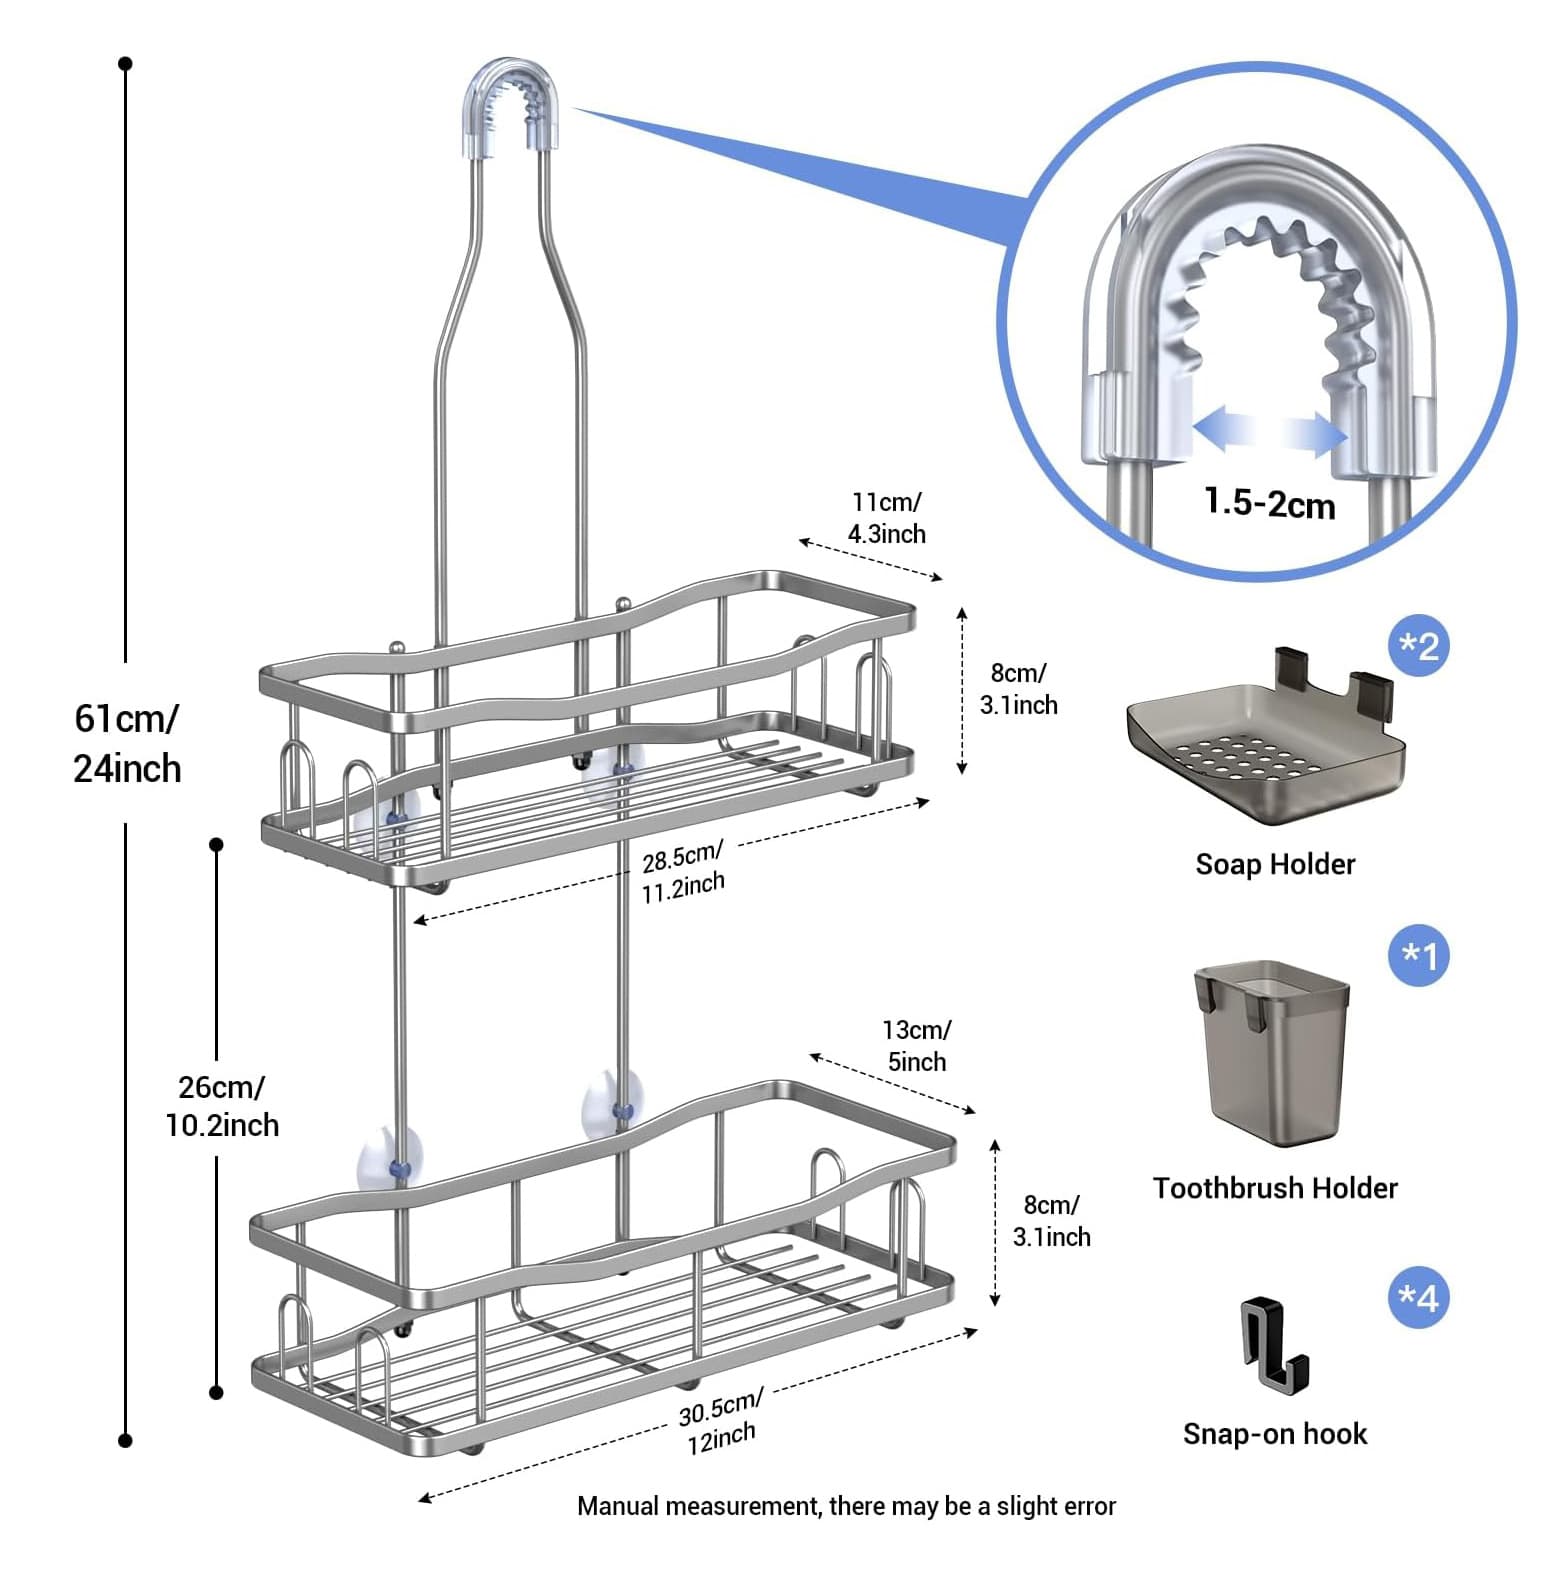 61cm/
24inch
26cm/
10.2inch
11cm/
4.3inch
8cm/
3.1inch
28.5cm/
11.2inch
13cm/
5inch
8cm/
3.1inch
30.5cm/
12inch
1.5-2cm
*2
Soap Holder
*1
Toothbrush Holder
*4
Snap-on hook
Manual measurement, there may be a slight error